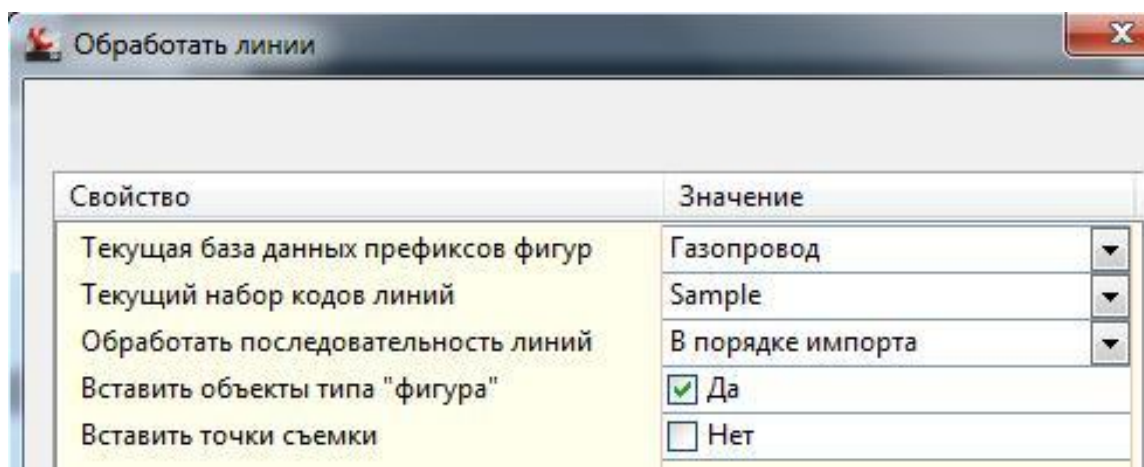 Обработать линии
Свойство Значение
Текущая база данных префиксов фигур Газопровод
Текущий набор кодов линий Sample
Обработать последовательность линий В порядке импорта
Вставить объекты типа "фигура" Да
Вставить точки съемки Нет